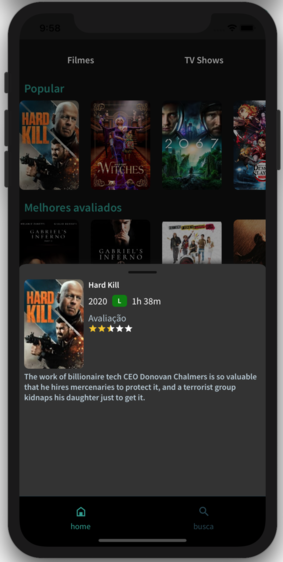 8:58
Filmes TV Shows
Popular
HARD
KILL
THE
WITCHES
2067
Melhores avaliados
GABRIEL'S
INFERNO
GABRIEL'S
INFERNO
HARD
KILL
Hard Kill
2020 L 1h 38m
Avaliação
The work of billionaire tech CEO Donovan Chalmers is so valuable
that he hires mercenaries to protect it, and a terrorist group
kidnaps his daughter just to get it.
home busca